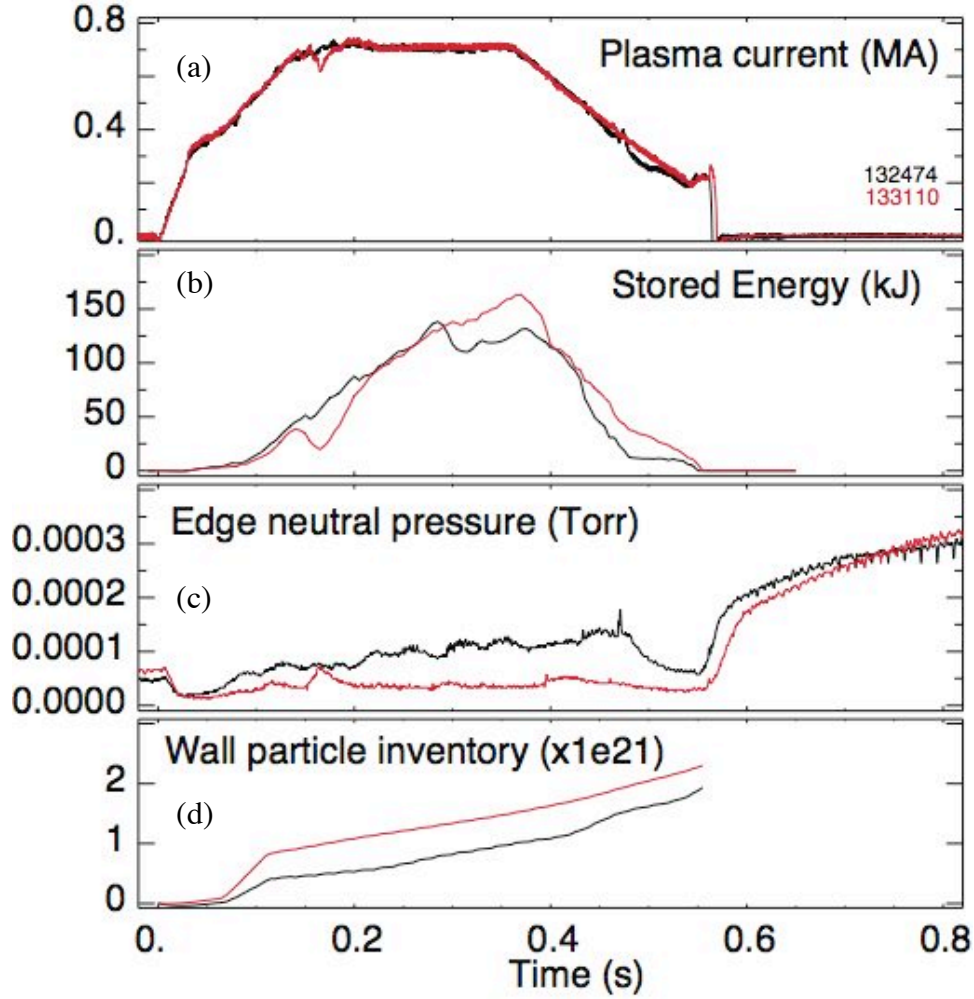 0.8
(a)
Plasma current (MA)
0.4
132474
133110
0.
(b)
Stored Energy (kJ)
150
100
50
0
Edge neutral pressure (Torr)
0.0003
(c)
0.0002
0.0001
0.0000
Wall particle inventory (x1e21)
2
(d)
1
0
0. 0.2 0.4 0.6 0.8
Time (s)